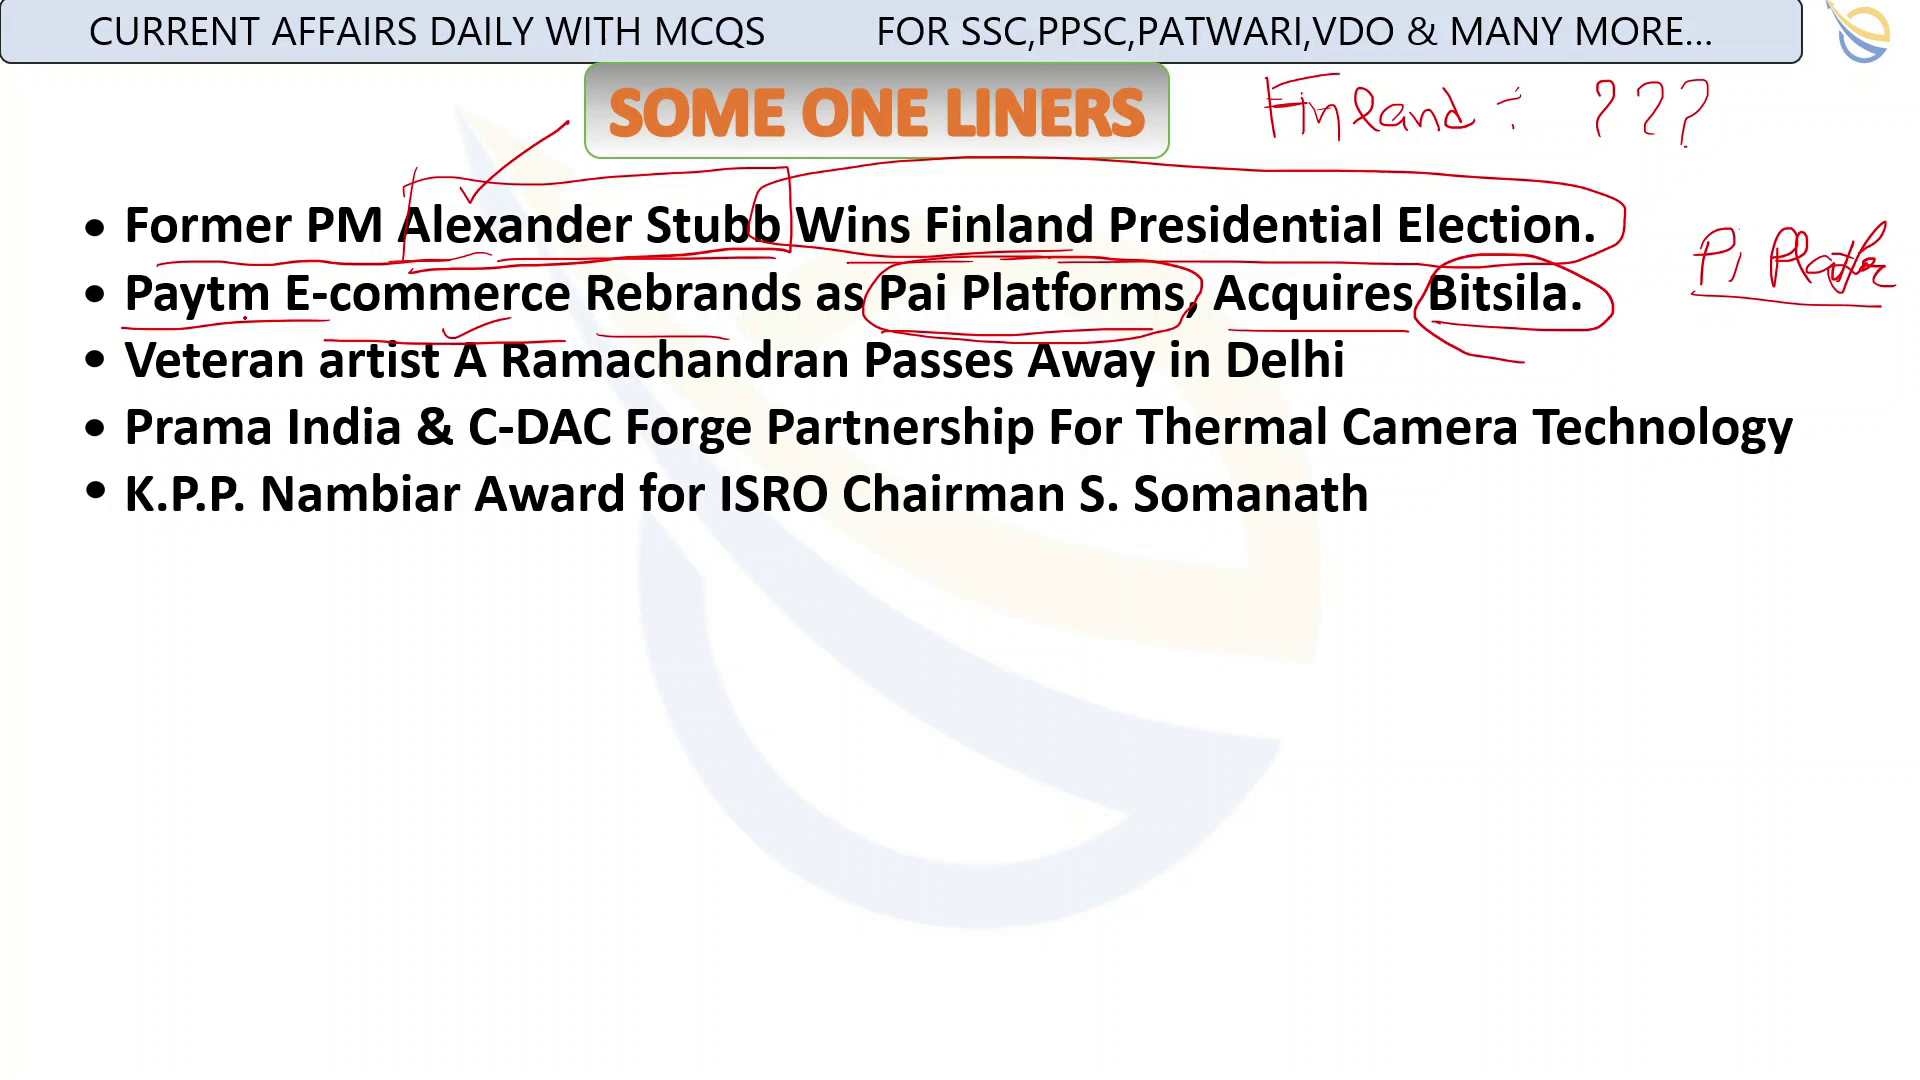 CURRENT AFFAIRS DAILY WITH MCQS FOR SSC,PPSC,PATWARI,VDO & MANY MORE...
SOME ONE LINERS
Finland ÷ ???
• Former PM Alexander Stubb Wins Finland Presidential Election.
• Paytm E-commerce Rebrands as Pai Platforms, Acquires Bitsila.
Pi
• Veteran artist A Ramachandran Passes Away in Delhi
• Prama India & C-DAC Forge Partnership For Thermal Camera Technology
• K.P.P. Nambiar Award for ISRO Chairman S. Somanath